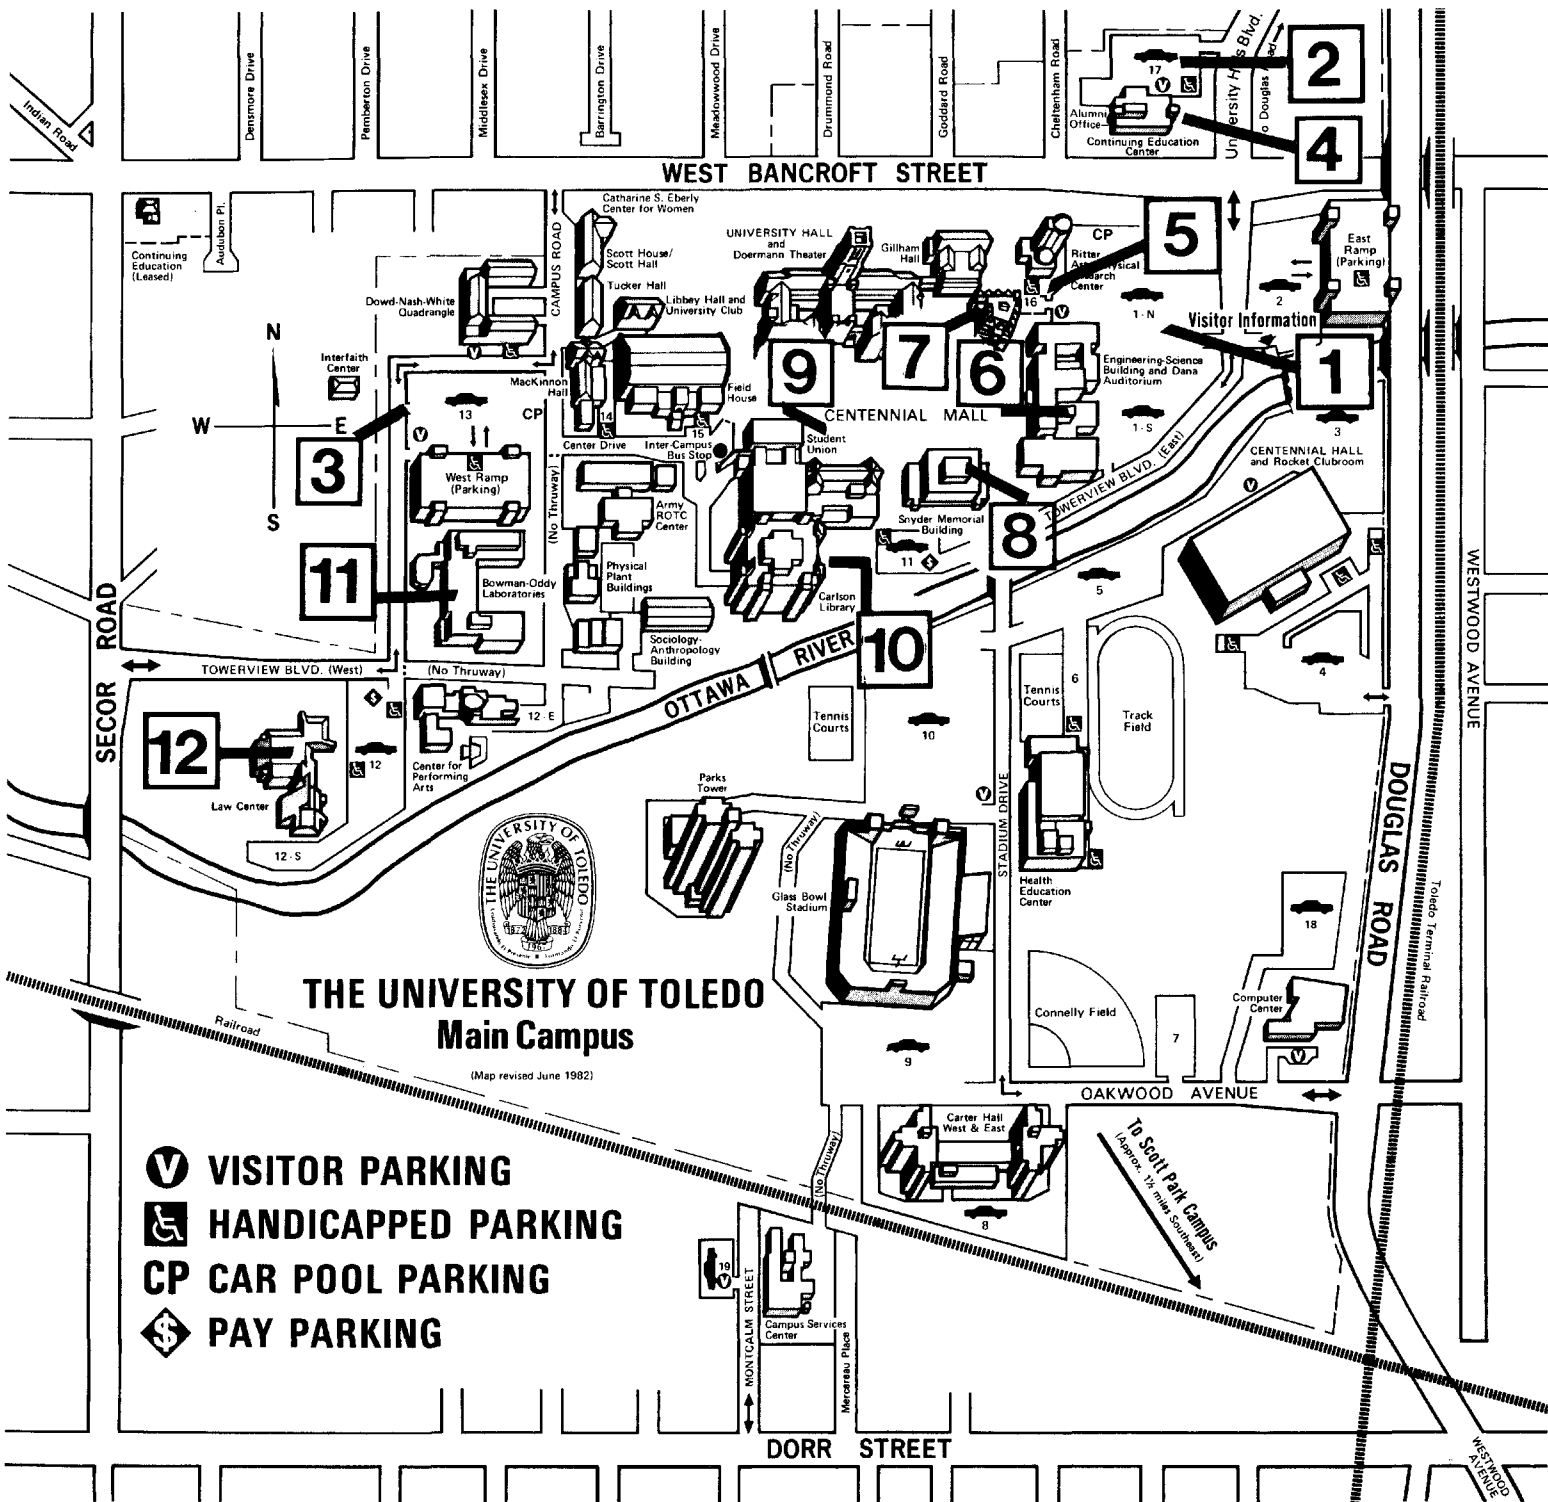 Indian Road
Densmore Drive
Pemberton Drive
Middlesex Drive
Barrington Drive
Meadowwood Drive
Drummond Road
Goddard Road
Cheltenham Road
University Hills Blvd.
17
V
2
Alumni
Office
Continuing Education
Center
4
WEST BANCROFT STREET
Continuing
Education
(Leased)
Audubon Pl.
CAMPUS ROAD
Catharine S. Eberly
Center for Women
Scott House/
Scott Hall
Tucker Hall
Libbey Hall and
University Club
Dowd-Nash-White
Quadrangle
V
UNIVERSITY HALL
and
Doermann Theater
Gillham
Hall
CP
Ritter
Center
16
V
5
1-N
2
East
Ramp
(Parking)
Visitor Information
1
N
W
E
S
Interfaith
Center
3
13
V
CP
MacKinnon
Hall
14
Center Drive
Field
House
15
Inter-Campus
Bus Stop
9
7
6
Engineering-Science
Building and Dana
Auditorium
CENTENNIAL MALL
1-S
3
Student
Union
West Ramp
(Parking)
(No Thruway)
Army
ROTC
Center
Snyder Memorial
Building
8
TOWERVIEW BLVD. (East)
CENTENNIAL HALL
and Rocket Clubroom
V
11
Bowman-Oddy
Laboratories
Physical
Plant
Buildings
11
$
5
Carlson
Library
10
Sociology-
Anthropology
Building
SECOR ROAD
TOWERVIEW BLVD. (West)
(No Thruway)
OTTAWA RIVER
WESTWOOD AVENUE
4
12
Law Center
$
12
12-E
Center for
Performing
Arts
12-S
Tennis
Courts
10
6
Tennis
Courts
Track
Field
Parks
Tower
(No Thruway)
Glass Bowl
Stadium
V
STADIUM DRIVE
Health
Education
Center
DOUGLAS ROAD
Toledo Terminal Railroad
18
THE UNIVERSITY OF TOLEDO
1872 1884
1967
THE UNIVERSITY OF TOLEDO
Main Campus
(Map revised June 1982)
Railroad
Connelly Field
7
Computer
Center
V
9
OAKWOOD AVENUE
Carter Hall
West & East
8
(No Thruway)
To Scott Park Campus
(Approx. 1½ miles Southeast)
V VISITOR PARKING
HANDICAPPED PARKING
CP CAR POOL PARKING
$ PAY PARKING
19
V
MONTCALM STREET
Campus Services
Center
Mercereau Place
DORR STREET
WESTWOOD
AVENUE